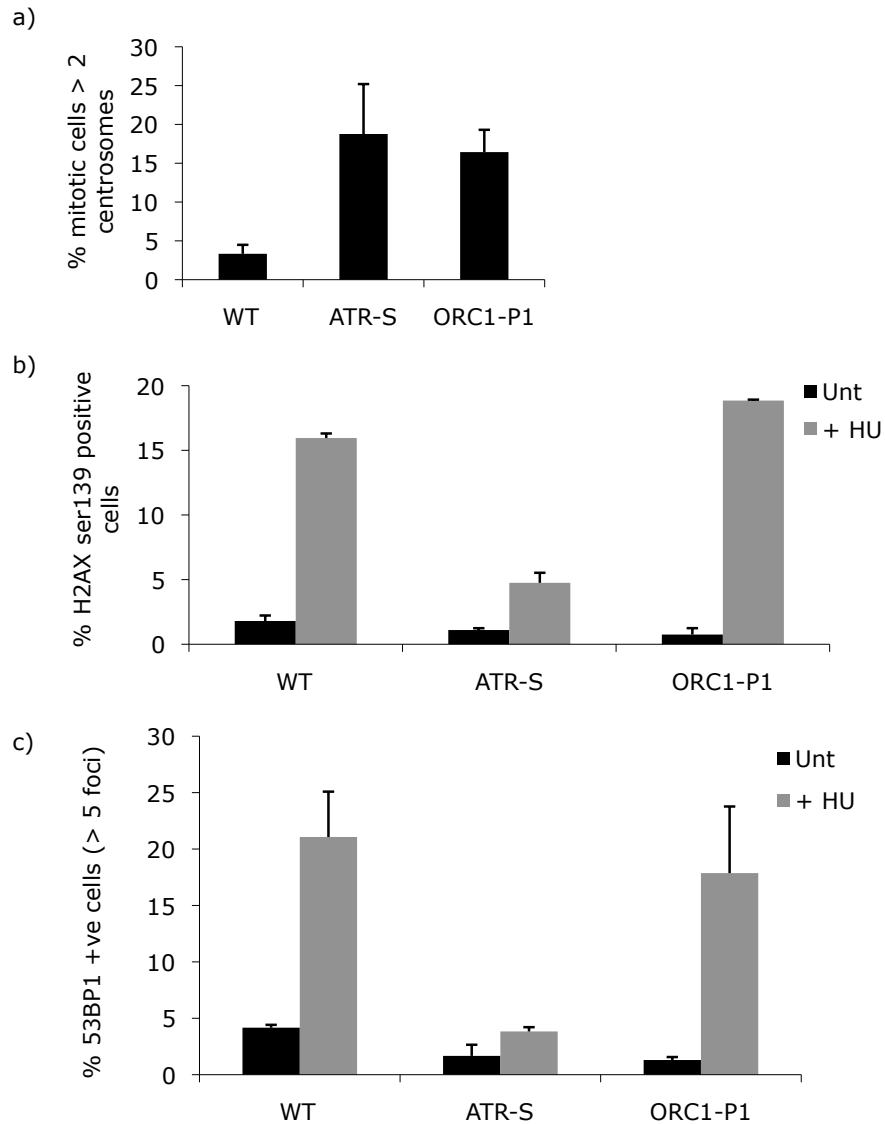 a)
% mitotic cells > 2
centrosomes
30
25
20
15
10
5
0
WT
ATR-S
ORC1-P1
b)
% H2AX ser139 positive
cells
20
15
10
5
0
Unt
+ HU
WT
ATR-S
ORC1-P1
c)
% 53BP1 +ve cells (> 5 foci)
30
25
20
15
10
5
0
Unt
+ HU
WT
ATR-S
ORC1-P1